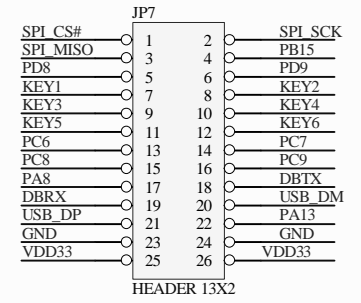 JP7
SPI_CS# 1 2 SPI_SCK
SPI_MISO 3 4 PB15
PD8 5 6 PD9
KEY1 7 8 KEY2
KEY3 9 10 KEY4
KEY5 11 12 KEY6
PC6 13 14 PC7
PC8 15 16 PC9
PA8 17 18 DBTX
DBRX 19 20 USB_DM
USB_DP 21 22 PA13
GND 23 24 GND
VDD33 25 26 VDD33
HEADER 13X2